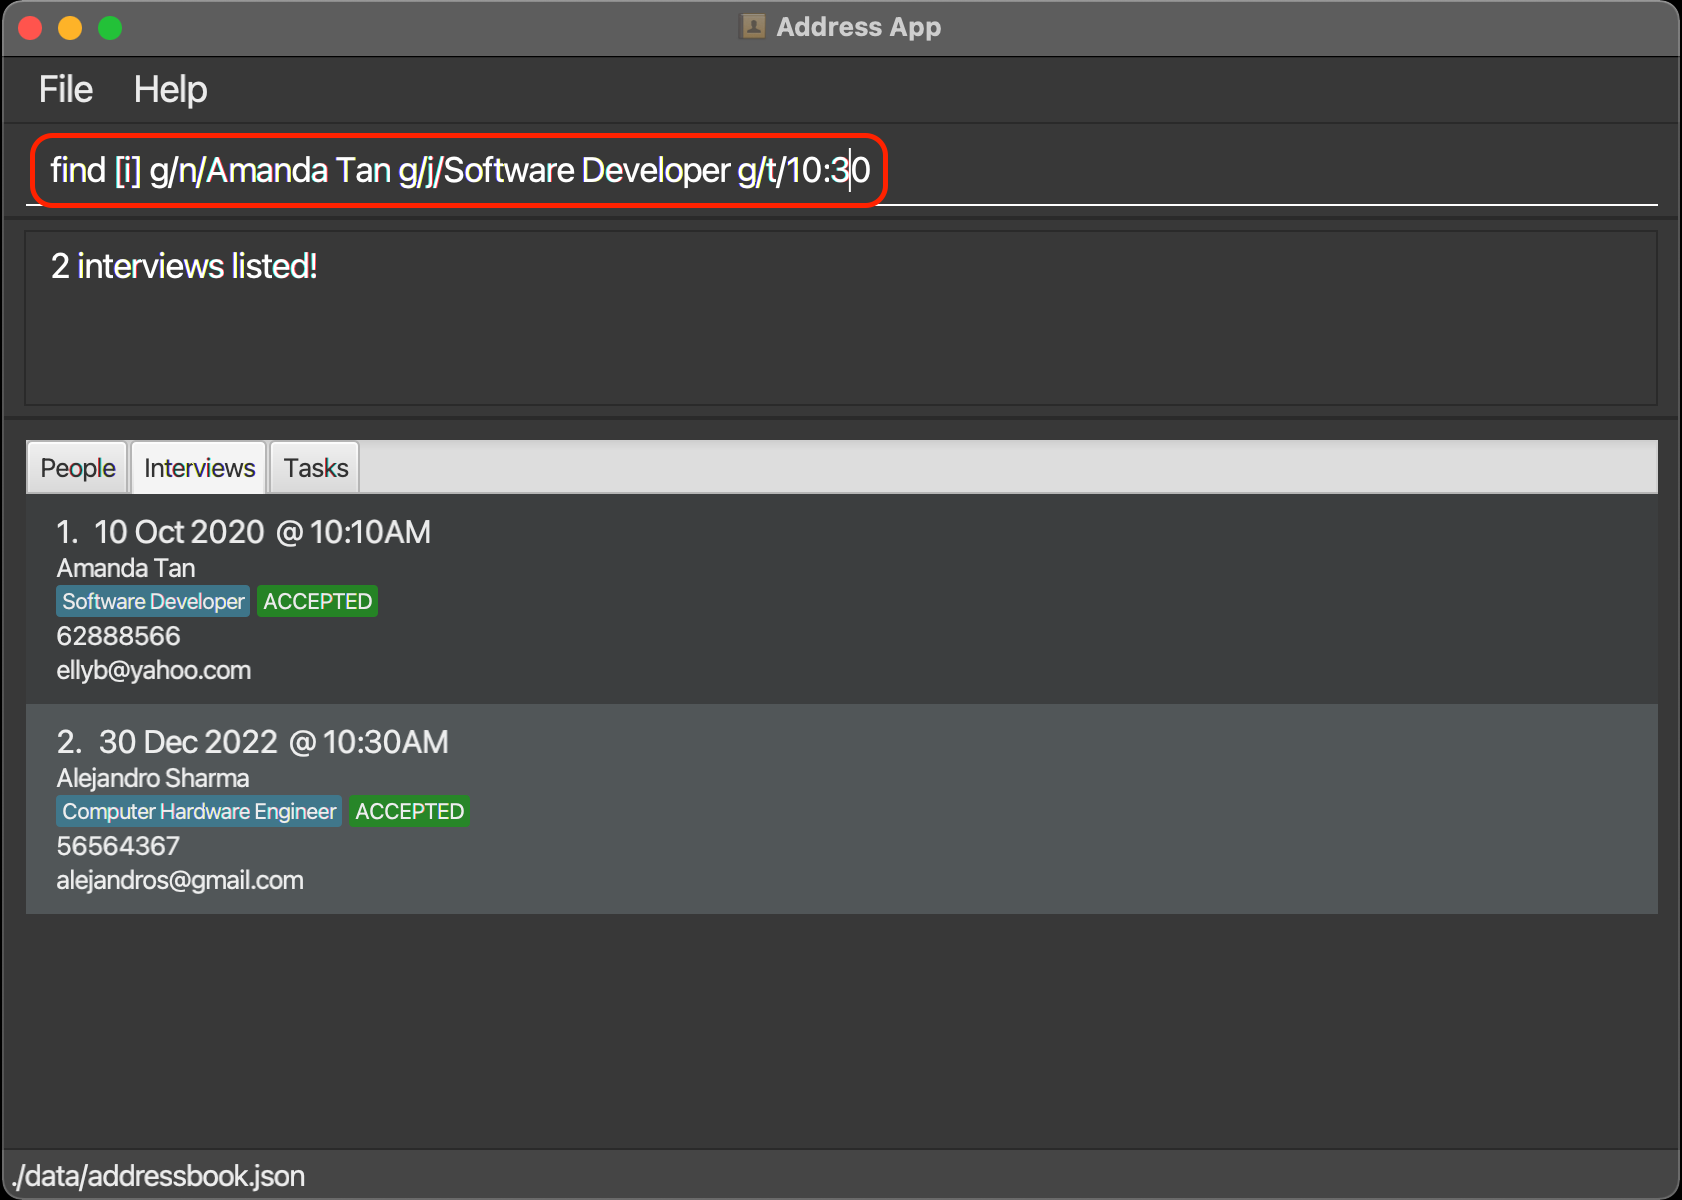 Address App
File Help
find [i] g/n/Amanda Tan g/j/Software Developer g/t/10:30
2 interviews listed!
People Interviews Tasks
1. 10 Oct 2020 @ 10:10AM
Amanda Tan
Software Developer ACCEPTED
62888566
ellyb@yahoo.com
2. 30 Dec 2022 @ 10:30AM
Alejandro Sharma
Computer Hardware Engineer ACCEPTED
56564367
alejandros@gmail.com
./data/addressbook.json